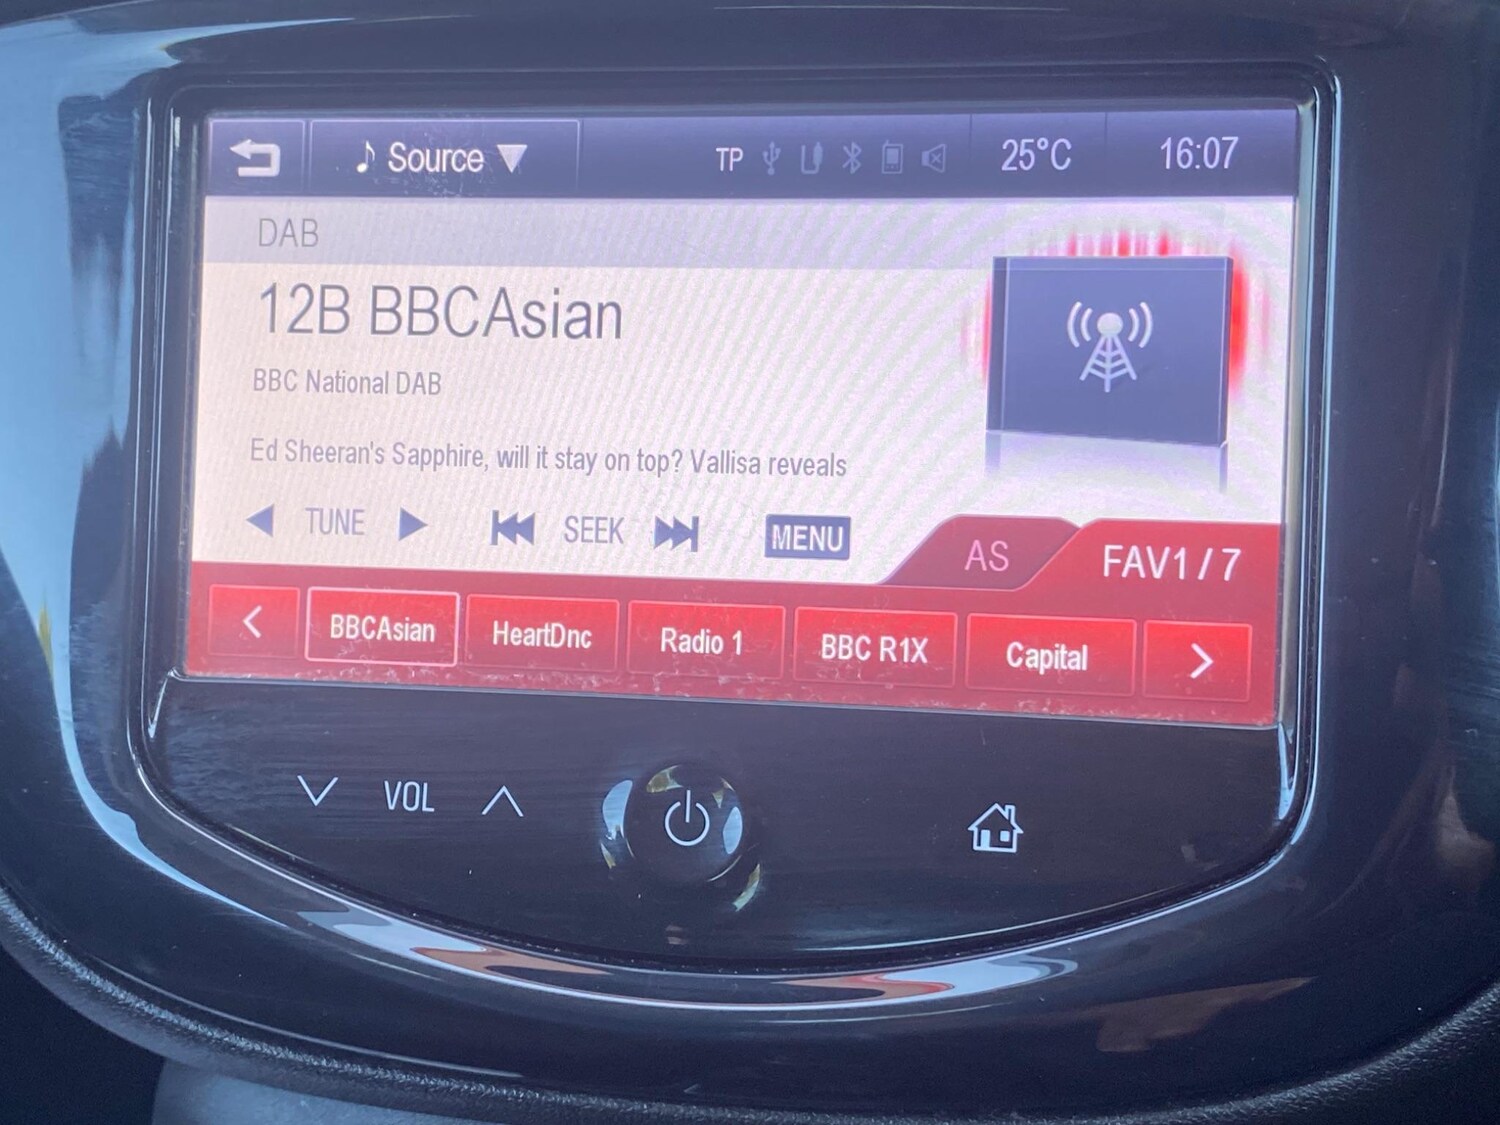 ♪ Source ▼ TP 25°C 16:07
DAB
12B BBCAsian
BBC National DAB
Ed Sheeran's Sapphire, will it stay on top? Vallisa reveals
TUNE SEEK MENU AS FAV1 / 7
BBCAsian HeartDnc Radio 1 BBC R1X Capital
VOL